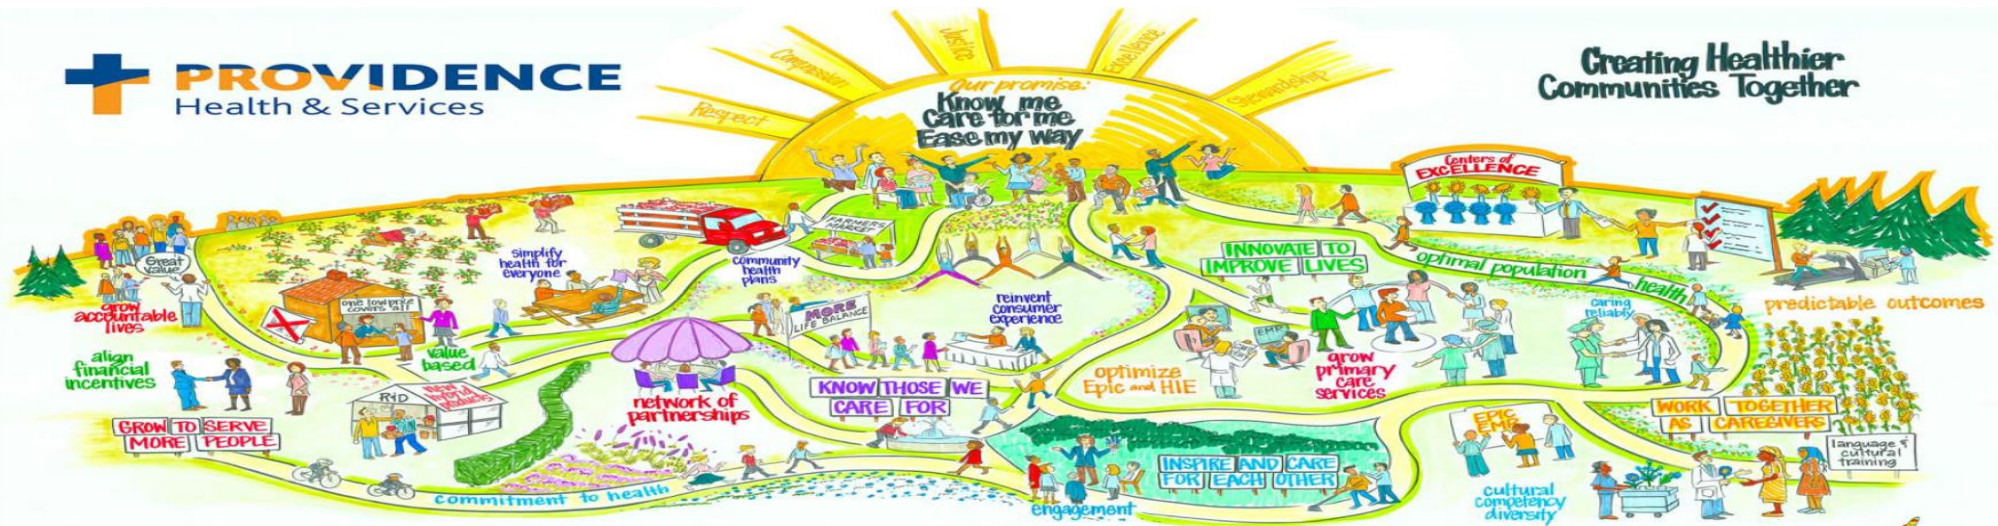 PROVIDENCE
Health & Services
Respect
Compassion
Justice
Excellence
Stewardship
Our promise:
Know me
Care for me
Ease my way
Creating Healthier
Communities Together
Centers of
EXCELLENCE
Great
value
grow
accountable
lives
simplify
health for
everyone
FARMERS
MARKET
community
health
plans
one low price
covers all
value
based
MORE
LIFE BALANCE
reinvent
consumer
experience
INNOVATE TO
IMPROVE LIVES
optimal population
health
caring
reliably
predictable outcomes
align
financial
incentives
R&D
new
hybrid
products
network of
partnerships
KNOW THOSE WE
CARE FOR
EMR
optimize
Epic and HIE
grow
primary
care
services
GROW TO SERVE
MORE PEOPLE
WORK TOGETHER
AS CAREGIVERS
EPIC
EMR
language &
cultural
training
INSPIRE AND CARE
FOR EACH OTHER
commitment to health
engagement
cultural
competency
diversity